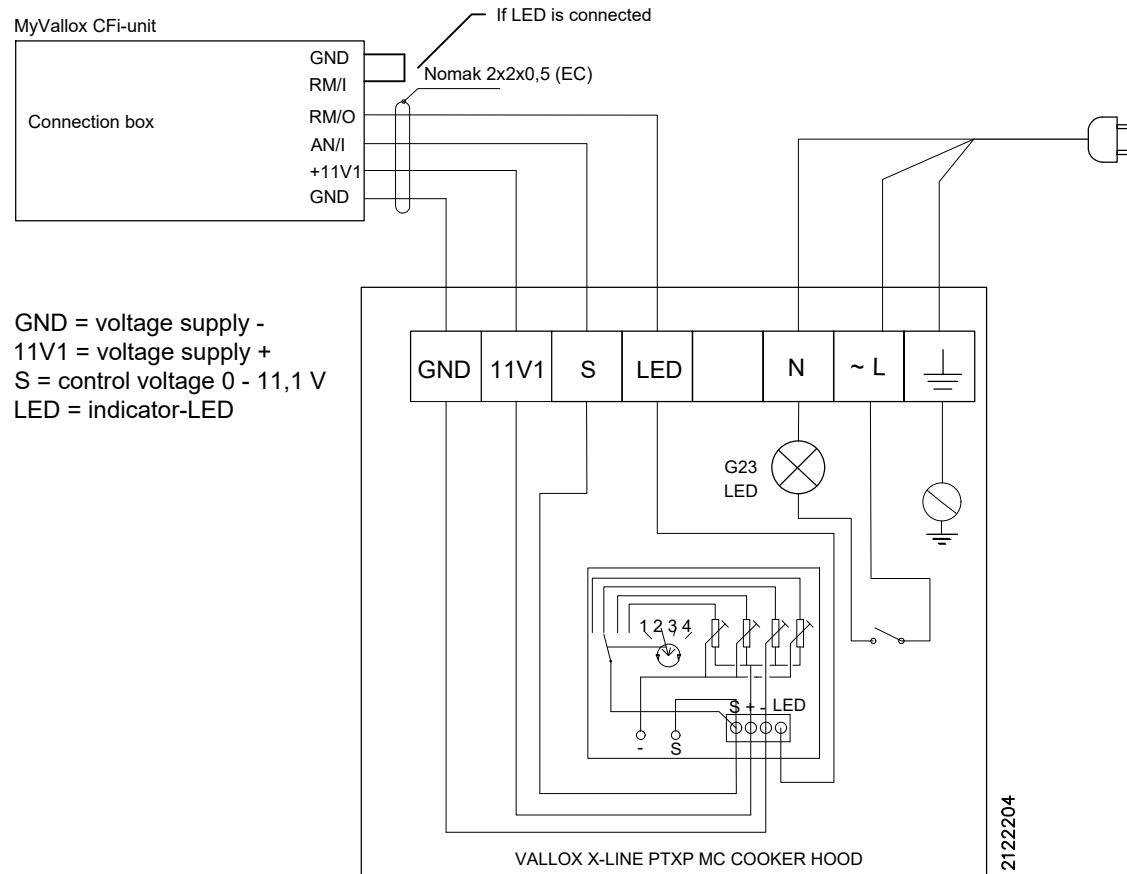 If LED is connected
MyVallox CFi-unit
GND
RM/I
Nomak 2x2x0,5 (EC)
Connection box
RM/O
AN/I
+11V1
GND
GND = voltage supply -
11V1 = voltage supply +
S = control voltage 0 - 11,1 V
LED = indicator-LED
GND 11V1 S LED N ~ L
G23
LED
1 2 3 4
S + - LED
- S
VALLOX X-LINE PTXP MC COOKER HOOD
2122204